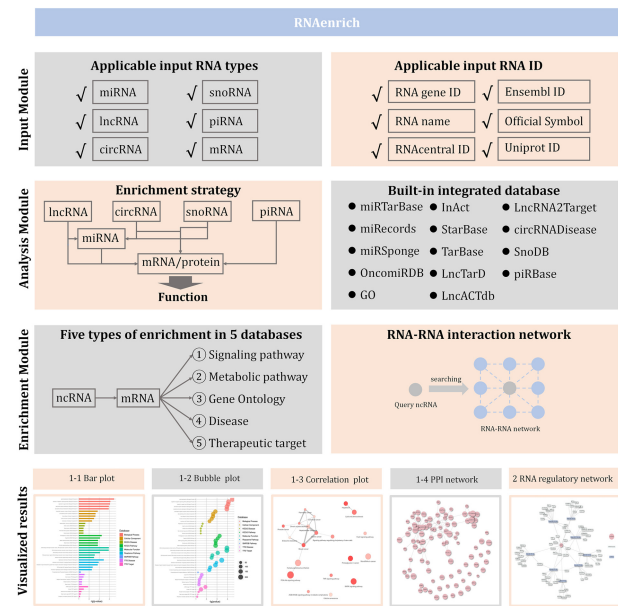 RNAenrich
Input Module
Applicable input RNA types
√ miRNA √ snoRNA
√ lncRNA √ piRNA
√ circRNA √ mRNA
Applicable input RNA ID
√ RNA gene ID √ Ensembl ID
√ RNA name √ Official Symbol
√ RNAcentral ID √ Uniprot ID
Analysis Module
Enrichment strategy
lncRNA circRNA snoRNA piRNA
miRNA
mRNA/protein
Function
Built-in integrated database
● miRTarBase ● InAct ● LncRNA2Target
● miRecords ● StarBase ● circRNADisease
● miRSponge ● TarBase ● SnoDB
● OncomiRDB ● LncTarD ● piRBase
● GO ● LncACTdb
Enrichment Module
Five types of enrichment in 5 databases
ncRNA mRNA
① Signaling pathway
② Metabolic pathway
③ Gene Ontology
④ Disease
⑤ Therapeutic target
RNA-RNA interaction network
searching
Query ncRNA
RNA-RNA network
Visualized results
1-1 Bar plot
1-2 Bubble plot
1-3 Correlation plot
1-4 PPI network
2 RNA regulatory network